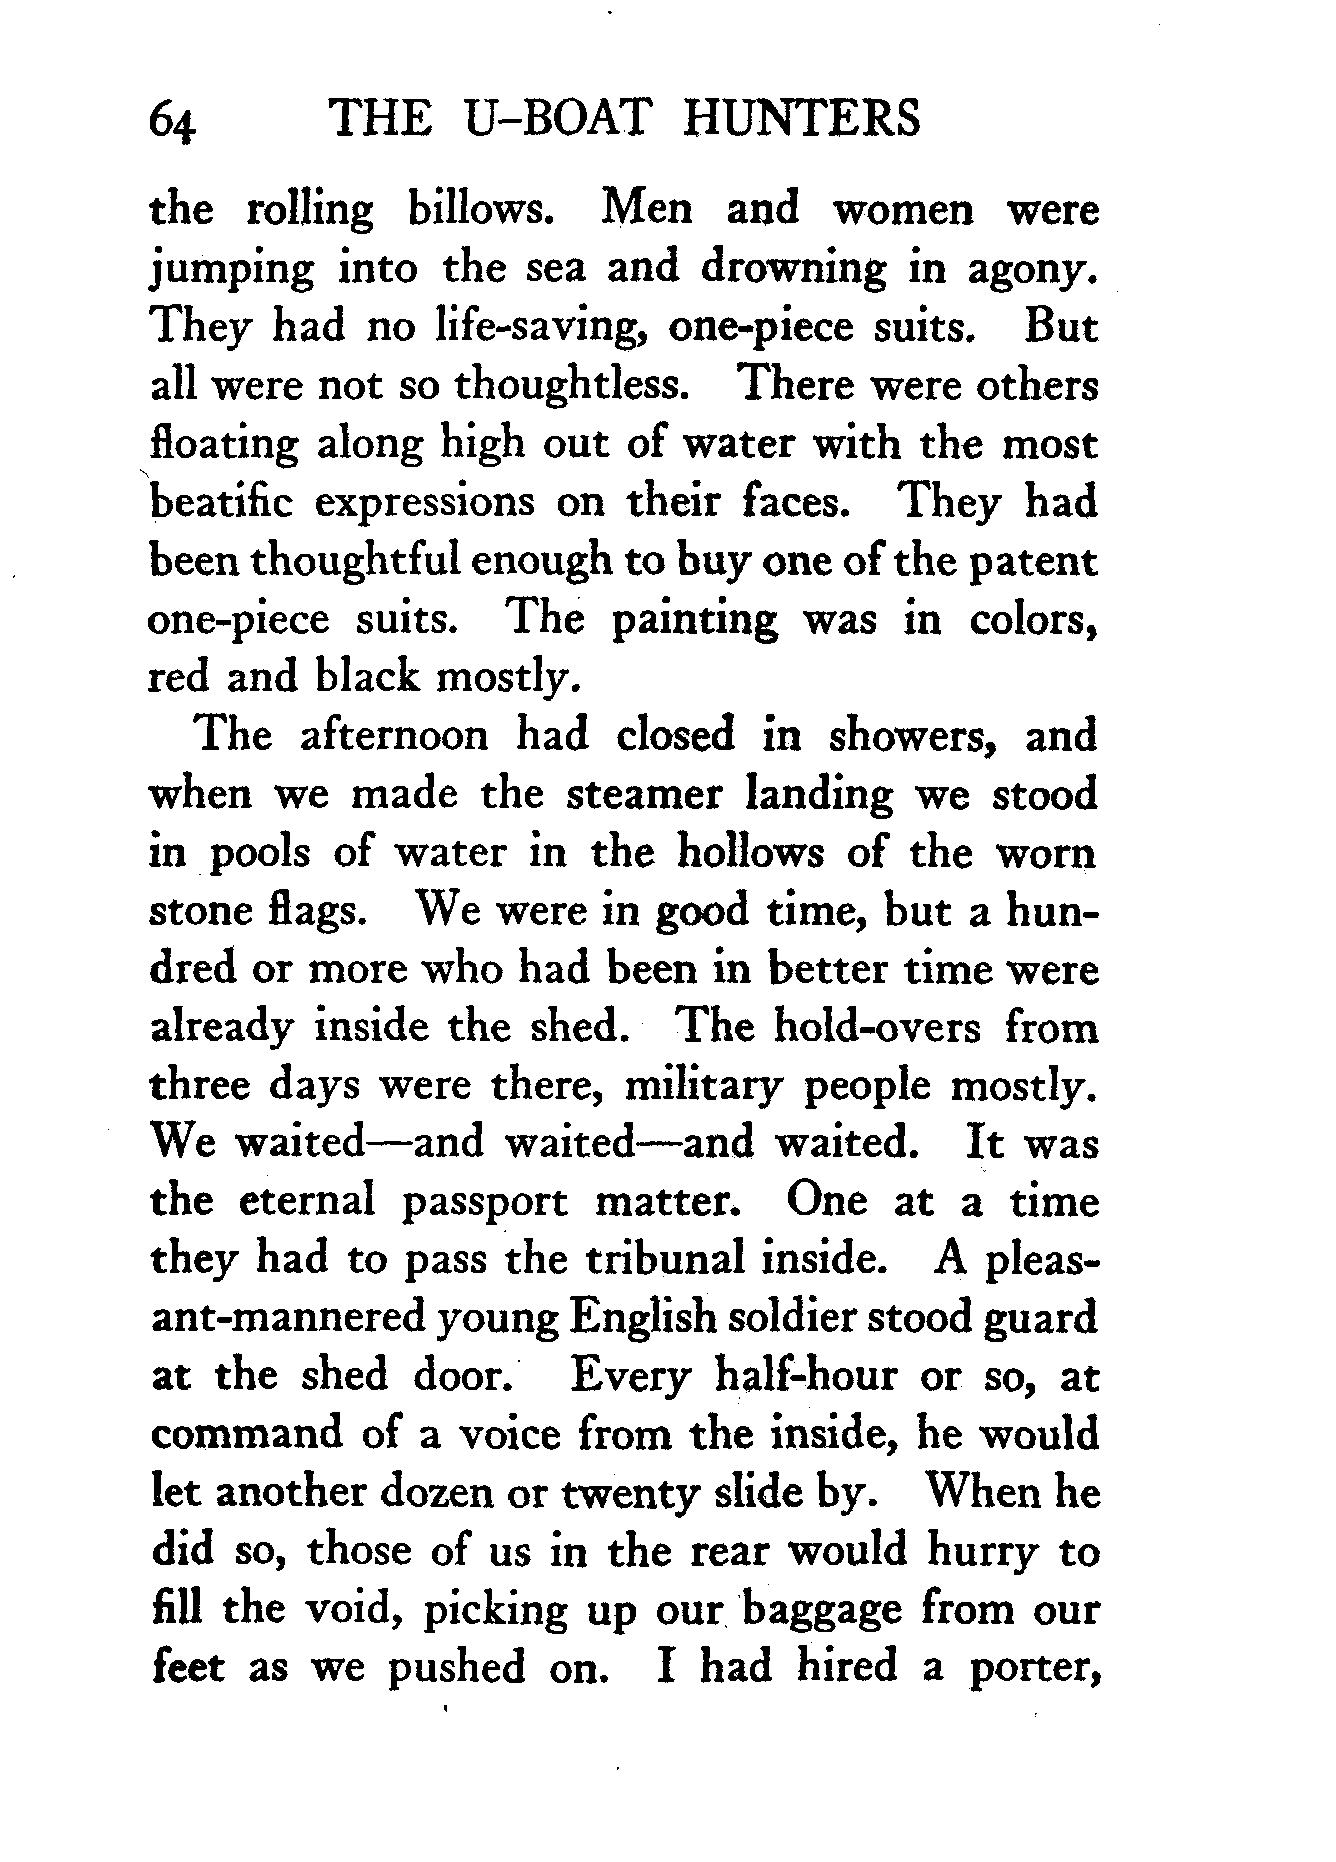 64 THE U-BOAT HUNTERS
the rolling billows. Men and women were
jumping into the sea and drowning in agony.
They had no life-saving, one-piece suits. But
all were not so thoughtless. There were others
floating along high out of water with the most
beatific expressions on their faces. They had
been thoughtful enough to buy one of the patent
one-piece suits. The painting was in colors,
red and black mostly.
The afternoon had closed in showers, and
when we made the steamer landing we stood
in pools of water in the hollows of the worn
stone flags. We were in good time, but a hun-
dred or more who had been in better time were
already inside the shed. The hold-overs from
three days were there, military people mostly.
We waited—and waited—and waited. It was
the eternal passport matter. One at a time
they had to pass the tribunal inside. A pleas-
ant-mannered young English soldier stood guard
at the shed door. Every half-hour or so, at
command of a voice from the inside, he would
let another dozen or twenty slide by. When he
did so, those of us in the rear would hurry to
fill the void, picking up our baggage from our
feet as we pushed on. I had hired a porter,